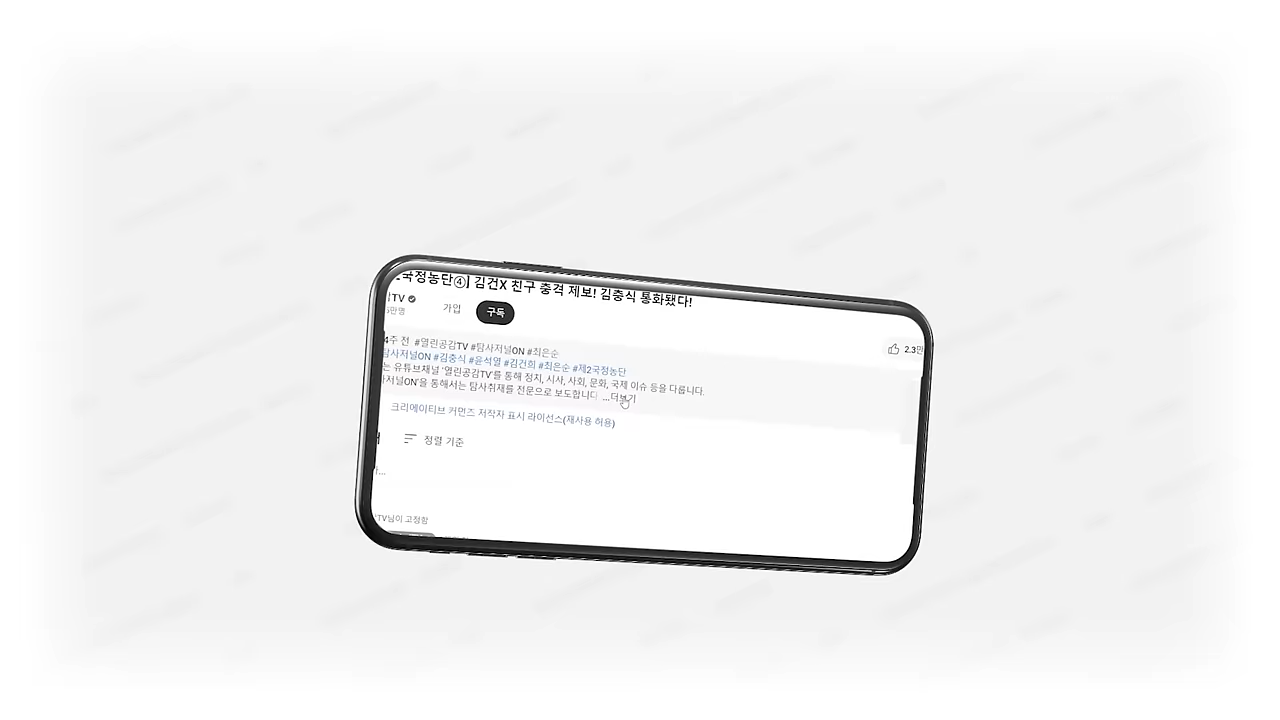 국정농단④] 김건X 친구 충격 제보! 김충식 통화됐다!
TV
만명
가입
구독
2.3만
4주 전 #열린공감TV #탐사저널ON #최은순
탐사저널ON #김충식 #윤석열 #김건희 #최은순 #제2국정농단
는 유튜브채널 '열린공감TV'를 통해 정치, 시사, 사회, 문화, 국제 이슈 등을 다룹니다.
사저널ON'을 통해서는 탐사취재를 전문으로 보도합니다 ...더보기
크리에이티브 커먼즈 저작자 표시 라이선스(재사용 허용)
정렬 기준
TV님이 고정함